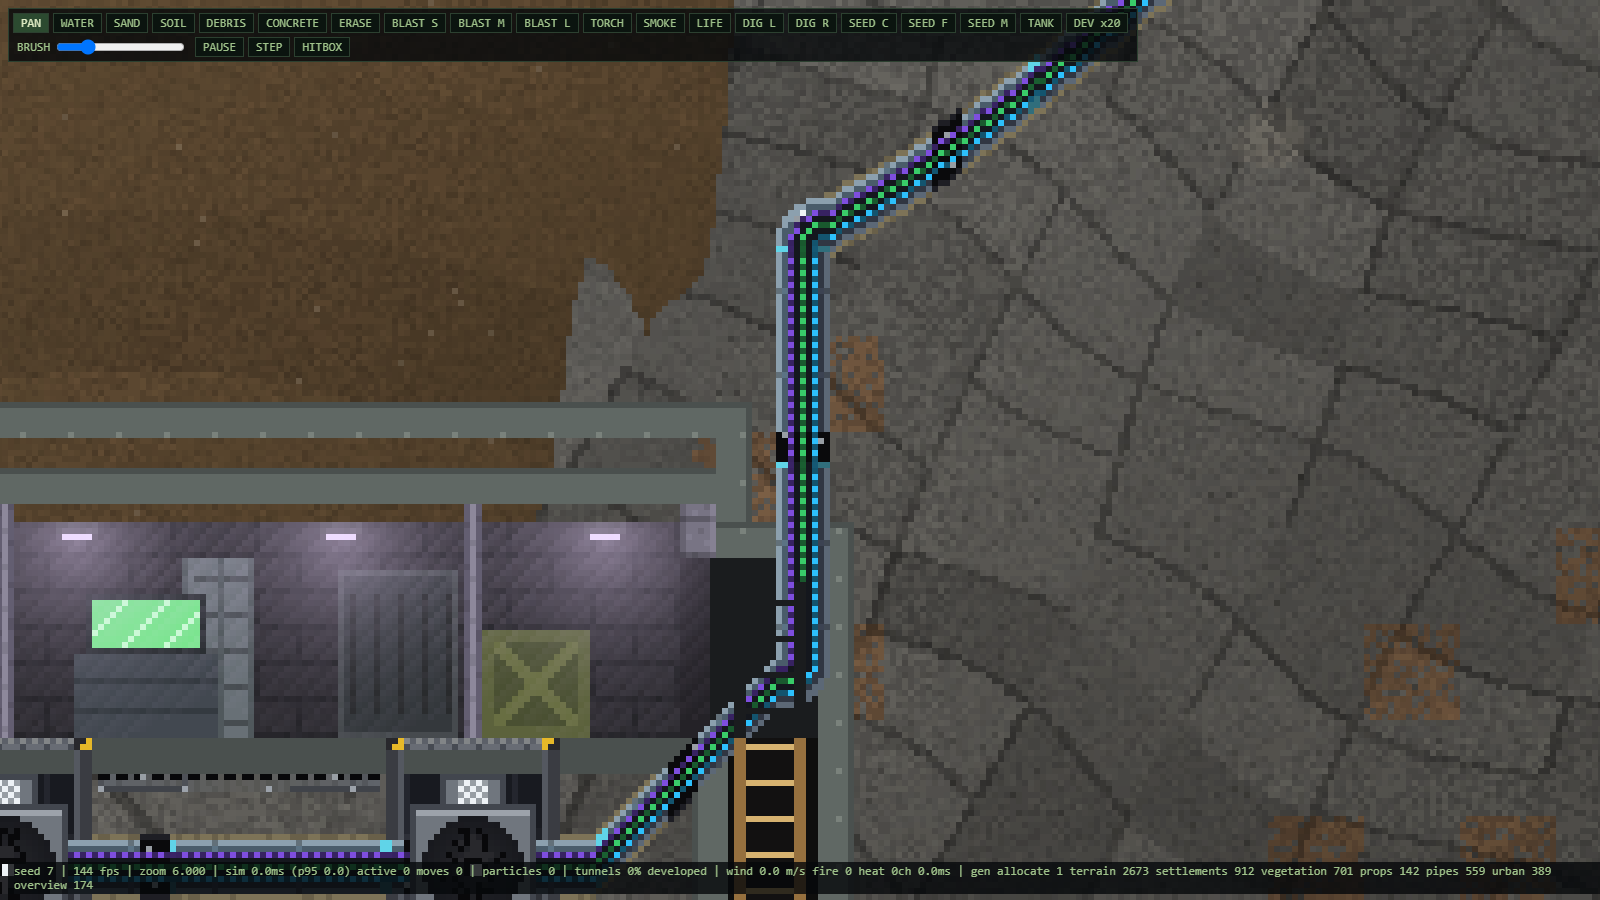 PAN WATER SAND SOIL DEBRIS CONCRETE ERASE BLAST S BLAST M BLAST L TORCH SMOKE LIFE DIG L DIG R SEED C SEED F SEED M TANK DEV x20
BRUSH PAUSE STEP HITBOX
seed 7 | 144 fps | zoom 6.000 | sim 0.0ms (p95 0.0) active 0 moves 0 | particles 0 | tunnels 0% developed | wind 0.0 m/s fire 0 heat 0ch 0.0ms | gen allocate 1 terrain 2673 settlements 912 vegetation 701 props 142 pipes 559 urban 389
overview 174